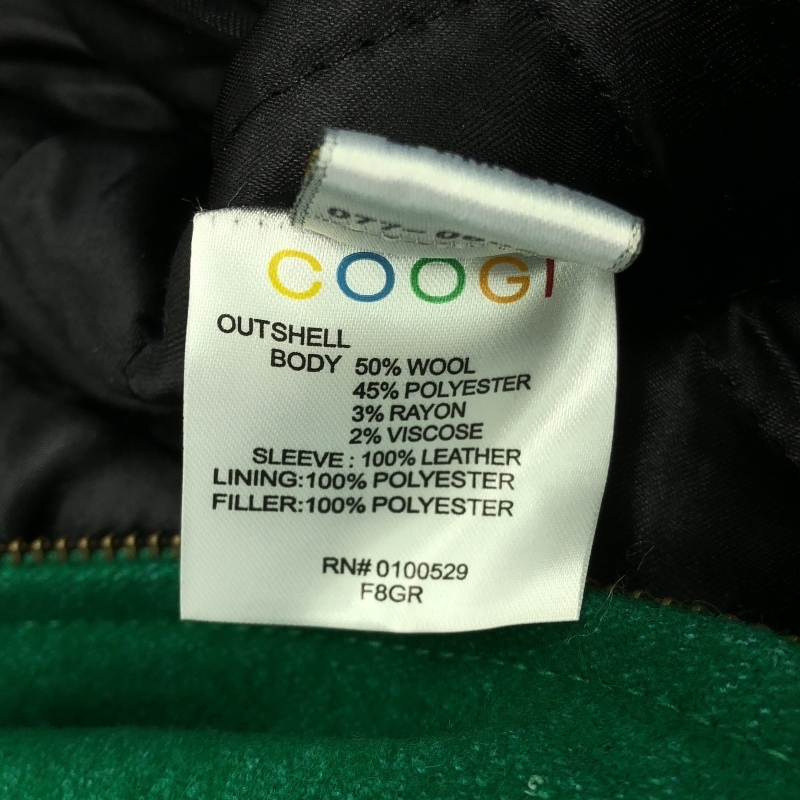 COOGI
OUTSHELL
BODY 50% WOOL
45% POLYESTER
3% RAYON
2% VISCOSE
SLEEVE : 100% LEATHER
LINING:100% POLYESTER
FILLER:100% POLYESTER
RN# 0100529
F8GR